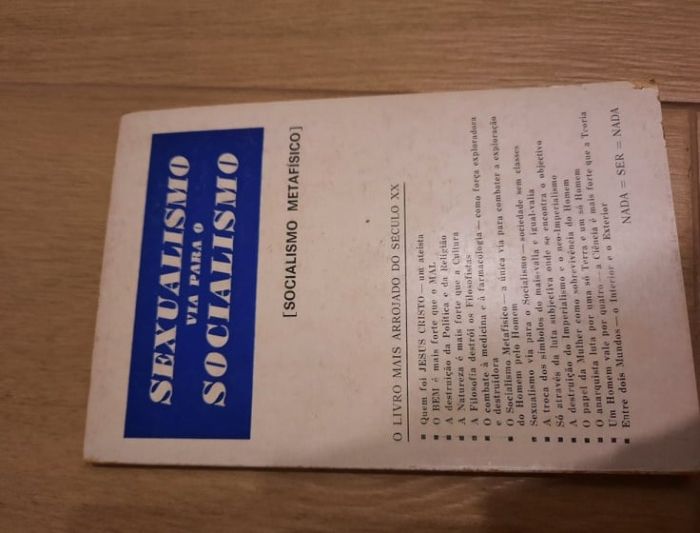 SEXUALISMO
VIA PARA O
SOCIALISMO
[SOCIALISMO METAFÍSICO]
O LIVRO MAIS ARROJADO DO SÉCULO XX
■ Quem foi JESUS CRISTO — um ateista
■ O BEM é mais forte que o MAL
■ A destruição da Política e da Religião
■ A Natureza é mais forte que a Cultura
■ A Filosofia destrói os Filosofistas
■ O combate à medicina e à farmacologia — como força exploradora
e destruidora
■ O Socialismo Metafísico — a única via para combater a exploração
do Homem pelo Homem
■ Sexualismo via para o Socialismo — sociedade sem classes
■ A troca dos símbolos do mais-valia e igual-valia
■ Só através da luta subjectiva onde se encontra o objectivo
■ A destruição do Imperialismo e o neo-Imperialismo
■ O papel da Mulher como sobrevivência do Homem
■ O anarquista luta por uma só Terra e um só Homem
■ Um Homem vale por quatro — a Ciência é mais forte que a Teoria
■ Entre dois Mundos — o Interior e o Exterior
NADA = SER = NADA